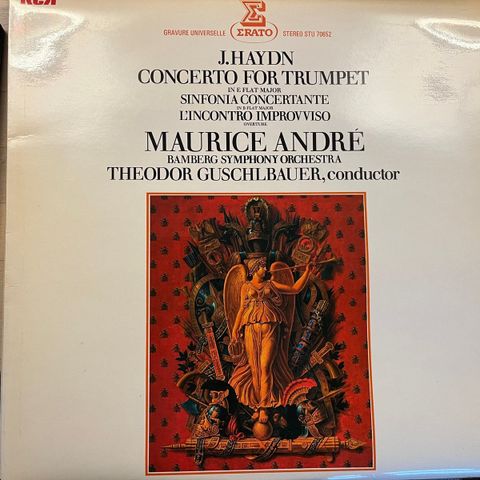 RCA
ERATO
GRAVURE UNIVERSELLE STEREO STU 70652
J.HAYDN
CONCERTO FOR TRUMPET
IN E FLAT MAJOR
SINFONIA CONCERTANTE
IN B FLAT MAJOR
L'INCONTRO IMPROVVISO
OVERTURE
MAURICE ANDRÉ
BAMBERG SYMPHONY ORCHESTRA
THEODOR GUSCHLBAUER, conductor